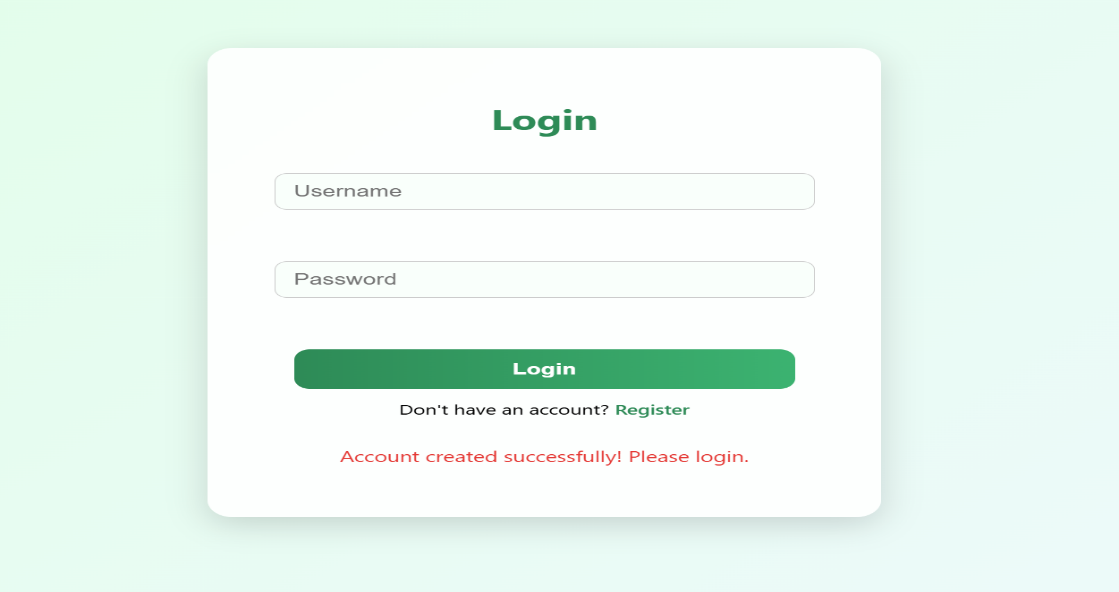 Login
Username
Password
Login
Don't have an account? Register
Account created successfully! Please login.